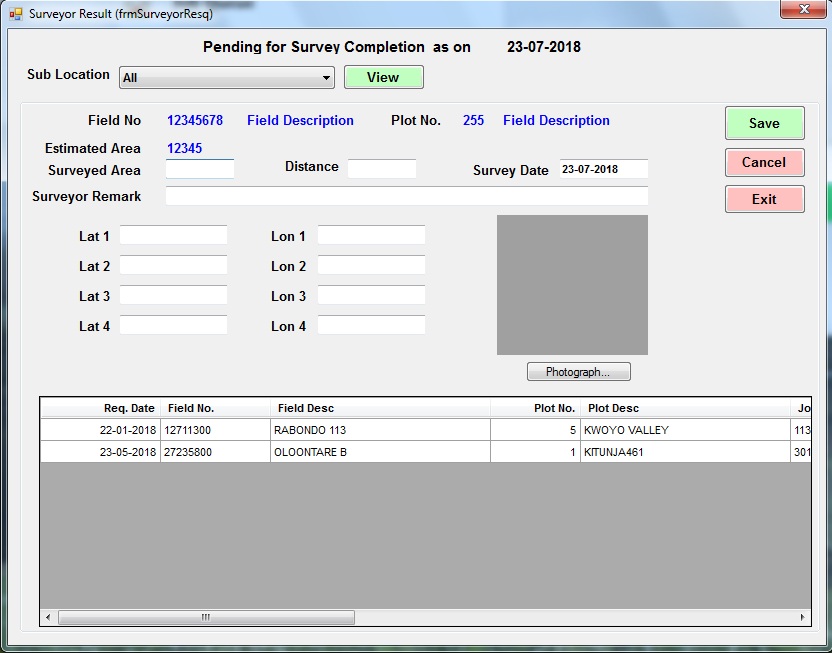 Surveyor Result (frmSurveyorResq)
Pending for Survey Completion as on 23-07-2018
Sub Location All View
Field No 12345678 Field Description Plot No. 255 Field Description Save
Estimated Area 12345
Surveyed Area Distance Survey Date 23-07-2018 Cancel
Surveyor Remark Exit
Lat 1 Lon 1
Lat 2 Lon 2
Lat 3 Lon 3
Lat 4 Lon 4
Photograph...
Req. Date Field No. Field Desc Plot No. Plot Desc Jo
22-01-2018 12711300 RABONDO 113 5 KWOYO VALLEY 113
23-05-2018 27235800 OLOONTARE B 1 KITUNJA461 301